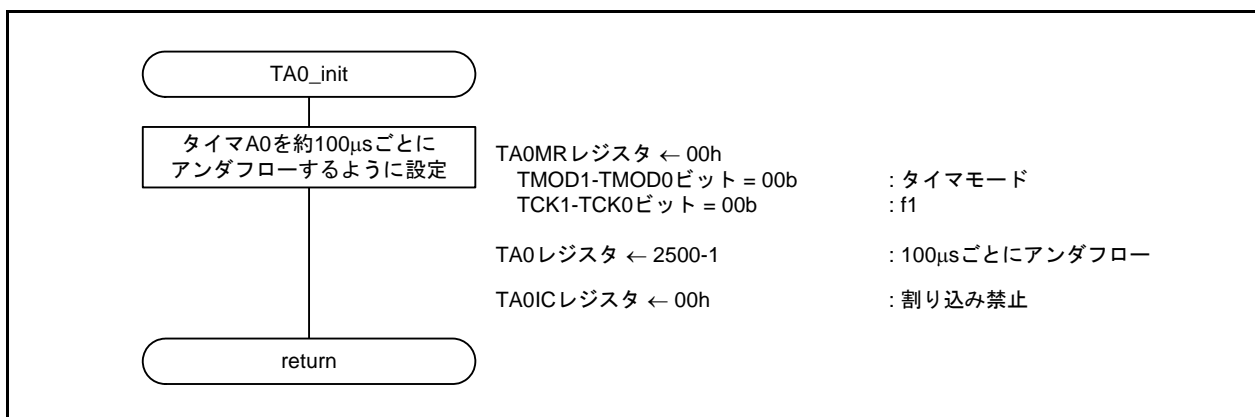 TA0_init
タイマA0を約100μsごとに
アンダフローするように設定
TA0MRレジスタ ← 00h
TMOD1-TMOD0ビット = 00b : タイマモード
TCK1-TCK0ビット = 00b : f1
TA0レジスタ ← 2500-1 : 100μsごとにアンダフロー
TA0ICレジスタ ← 00h : 割り込み禁止
return